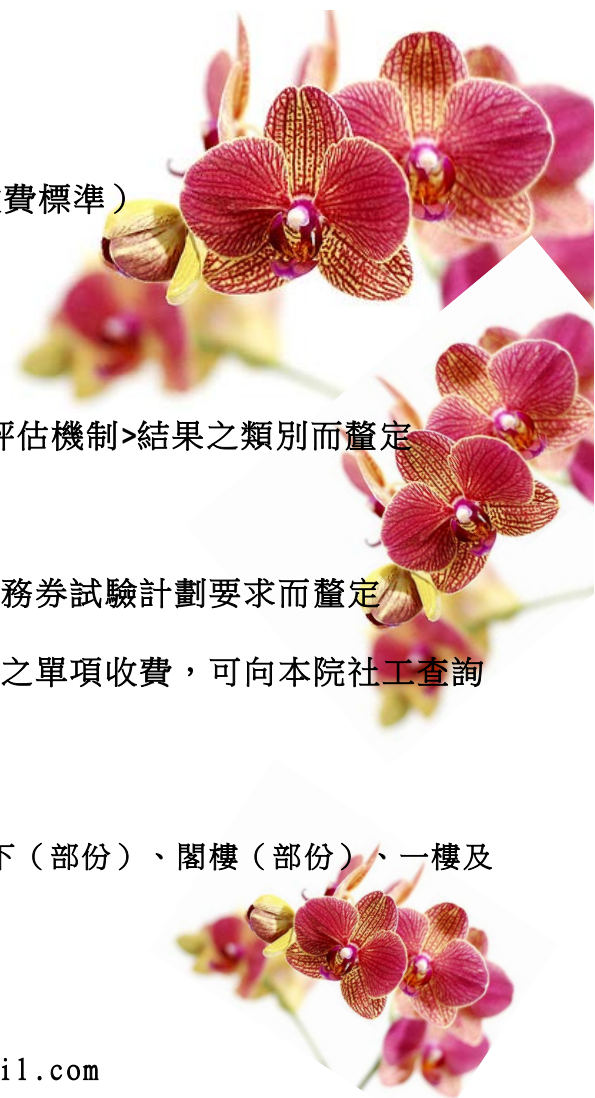 費標準）
評估機制>結果之類別而釐定
務券試驗計劃要求而釐定
之單項收費，可向本院社工查詢
下（部份）、閣樓（部份）、一樓及
il.com